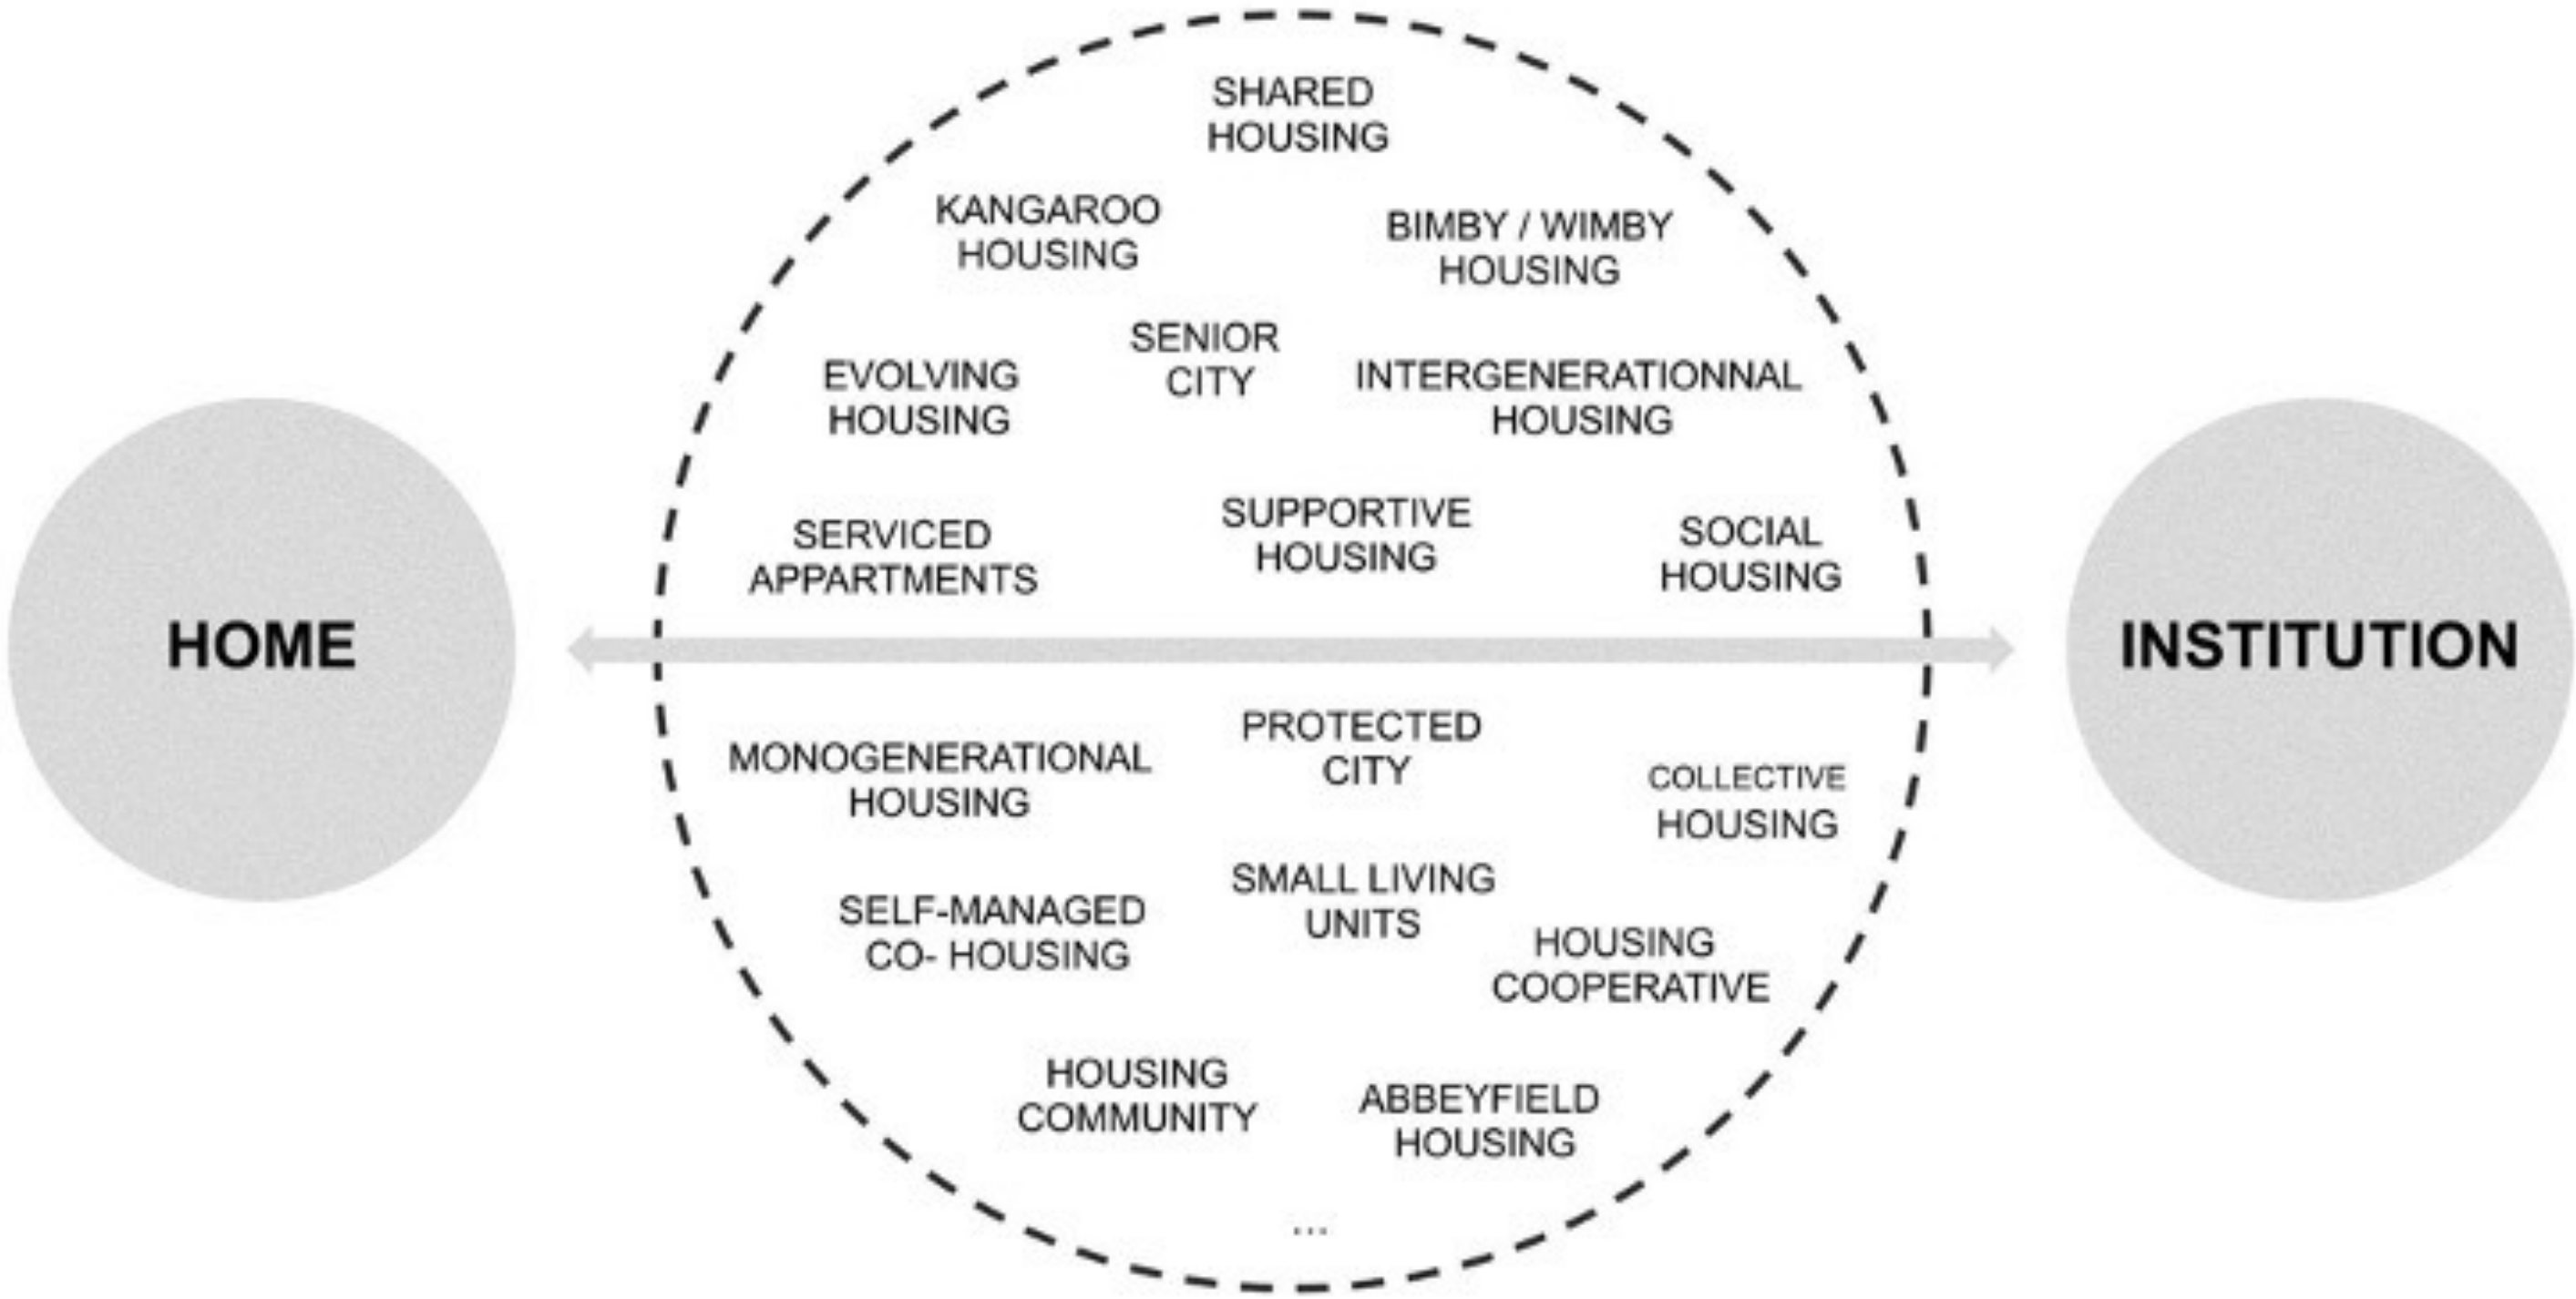 SHARED
HOUSING
KANGAROO
HOUSING
BIMBY / WIMBY
HOUSING
SENIOR
CITY
EVOLVING
HOUSING
INTERGENERATIONNAL
HOUSING
SERVICED
APPARTMENTS
SUPPORTIVE
HOUSING
SOCIAL
HOUSING
HOME
INSTITUTION
MONOGENERATIONAL
HOUSING
PROTECTED
CITY
COLLECTIVE
HOUSING
SELF-MANAGED
CO- HOUSING
SMALL LIVING
UNITS
HOUSING
COOPERATIVE
HOUSING
COMMUNITY
ABBEYFIELD
HOUSING
...